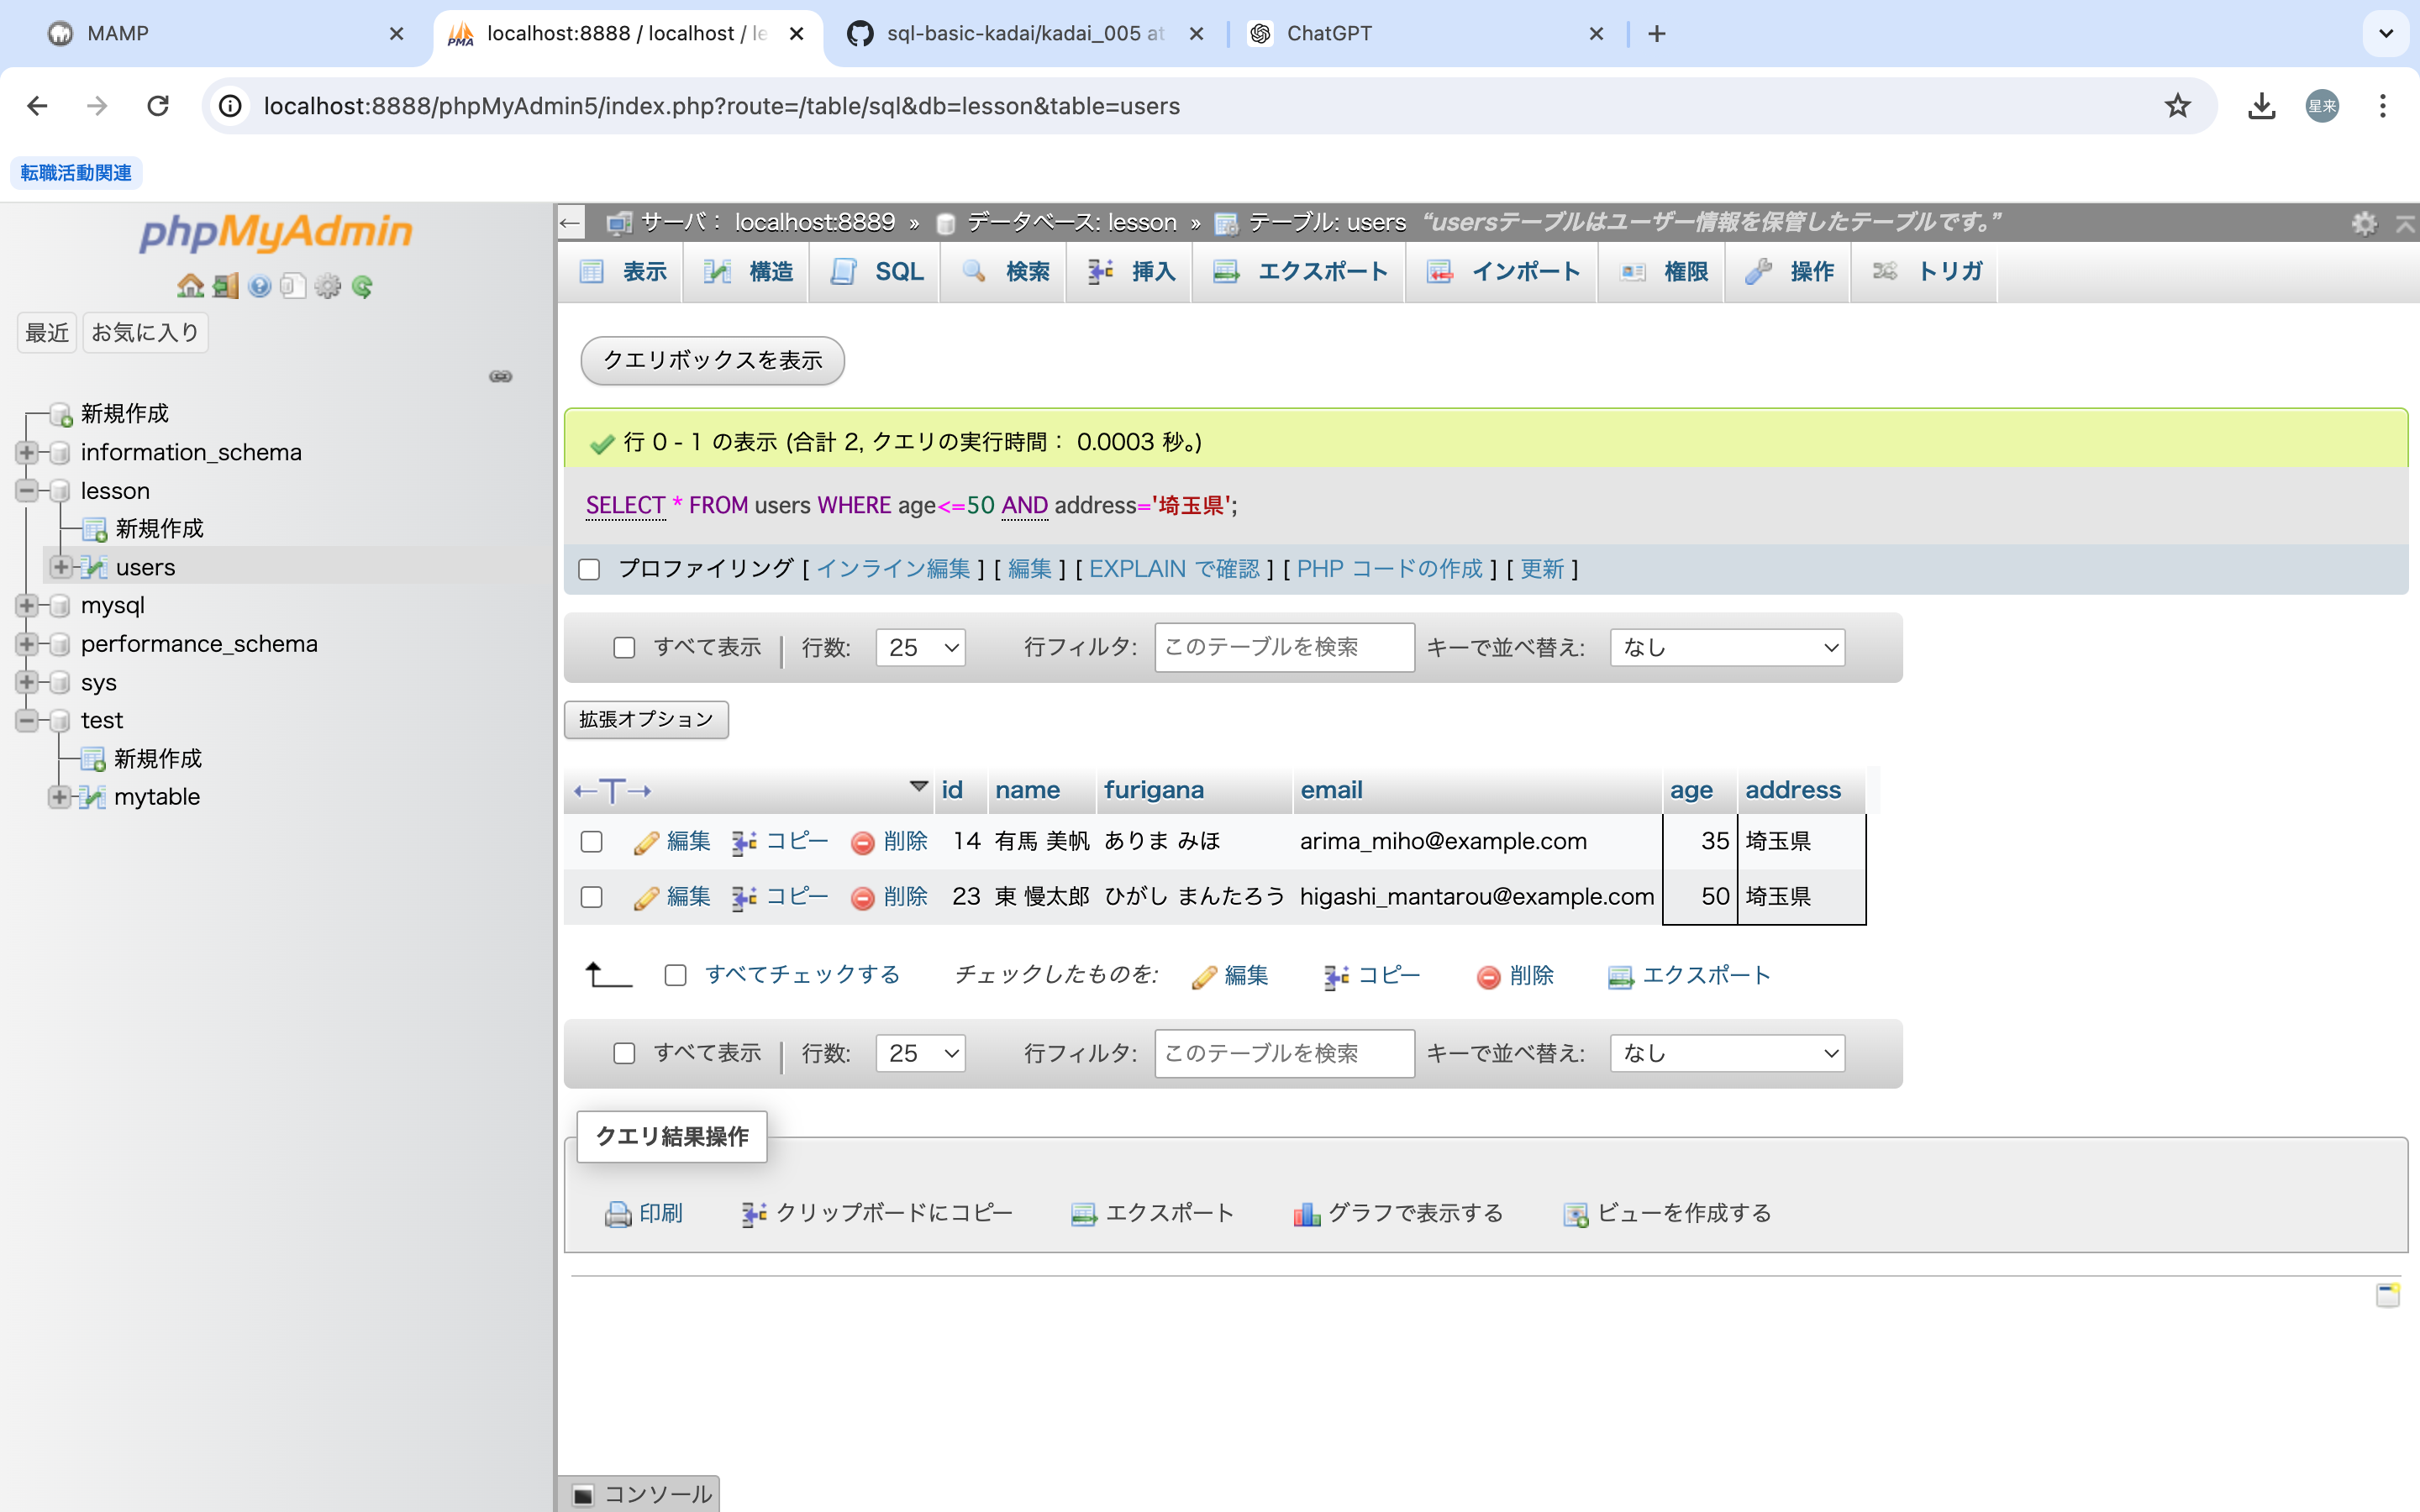 MAMP
localhost:8888 / localhost / le
sql-basic-kadai/kadai_005 at
ChatGPT
localhost:8888/phpMyAdmin5/index.php?route=/table/sql&db=lesson&table=users
星来
転職活動関連
phpMyAdmin
最近 お気に入り
新規作成
information_schema
lesson
新規作成
users
mysql
performance_schema
sys
test
新規作成
mytable
サーバ: localhost:8889 » データベース: lesson » テーブル: users “usersテーブルはユーザー情報を保管したテーブルです。”
表示 構造 SQL 検索 挿入 エクスポート インポート 権限 操作 トリガ
クエリボックスを表示
行 0 - 1 の表示 (合計 2, クエリの実行時間: 0.0003 秒。)
SELECT * FROM users WHERE age<=50 AND address='埼玉県';
プロファイリング [ インライン編集 ] [ 編集 ] [ EXPLAIN で確認 ] [ PHP コードの作成 ] [ 更新 ]
すべて表示 行数: 25 行フィルタ: このテーブルを検索 キーで並べ替え: なし
拡張オプション
←T→ id name furigana email age address
編集 コピー 削除 14 有馬 美帆 ありま みほ arima_miho@example.com 35 埼玉県
編集 コピー 削除 23 東 慢太郎 ひがし まんたろう higashi_mantarou@example.com 50 埼玉県
すべてチェックする チェックしたものを: 編集 コピー 削除 エクスポート
すべて表示 行数: 25 行フィルタ: このテーブルを検索 キーで並べ替え: なし
クエリ結果操作
印刷 クリップボードにコピー エクスポート グラフで表示する ビューを作成する
コンソール